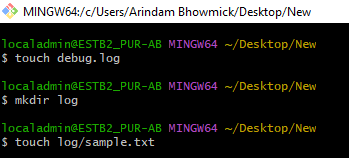 MINGW64:/c/Users/Arindam Bhowmick/Desktop/New
localadmin@ESTB2_PUR-AB MINGW64 ~/Desktop/New
$ touch debug.log
localadmin@ESTB2_PUR-AB MINGW64 ~/Desktop/New
$ mkdir log
localadmin@ESTB2_PUR-AB MINGW64 ~/Desktop/New
$ touch log/sample.txt